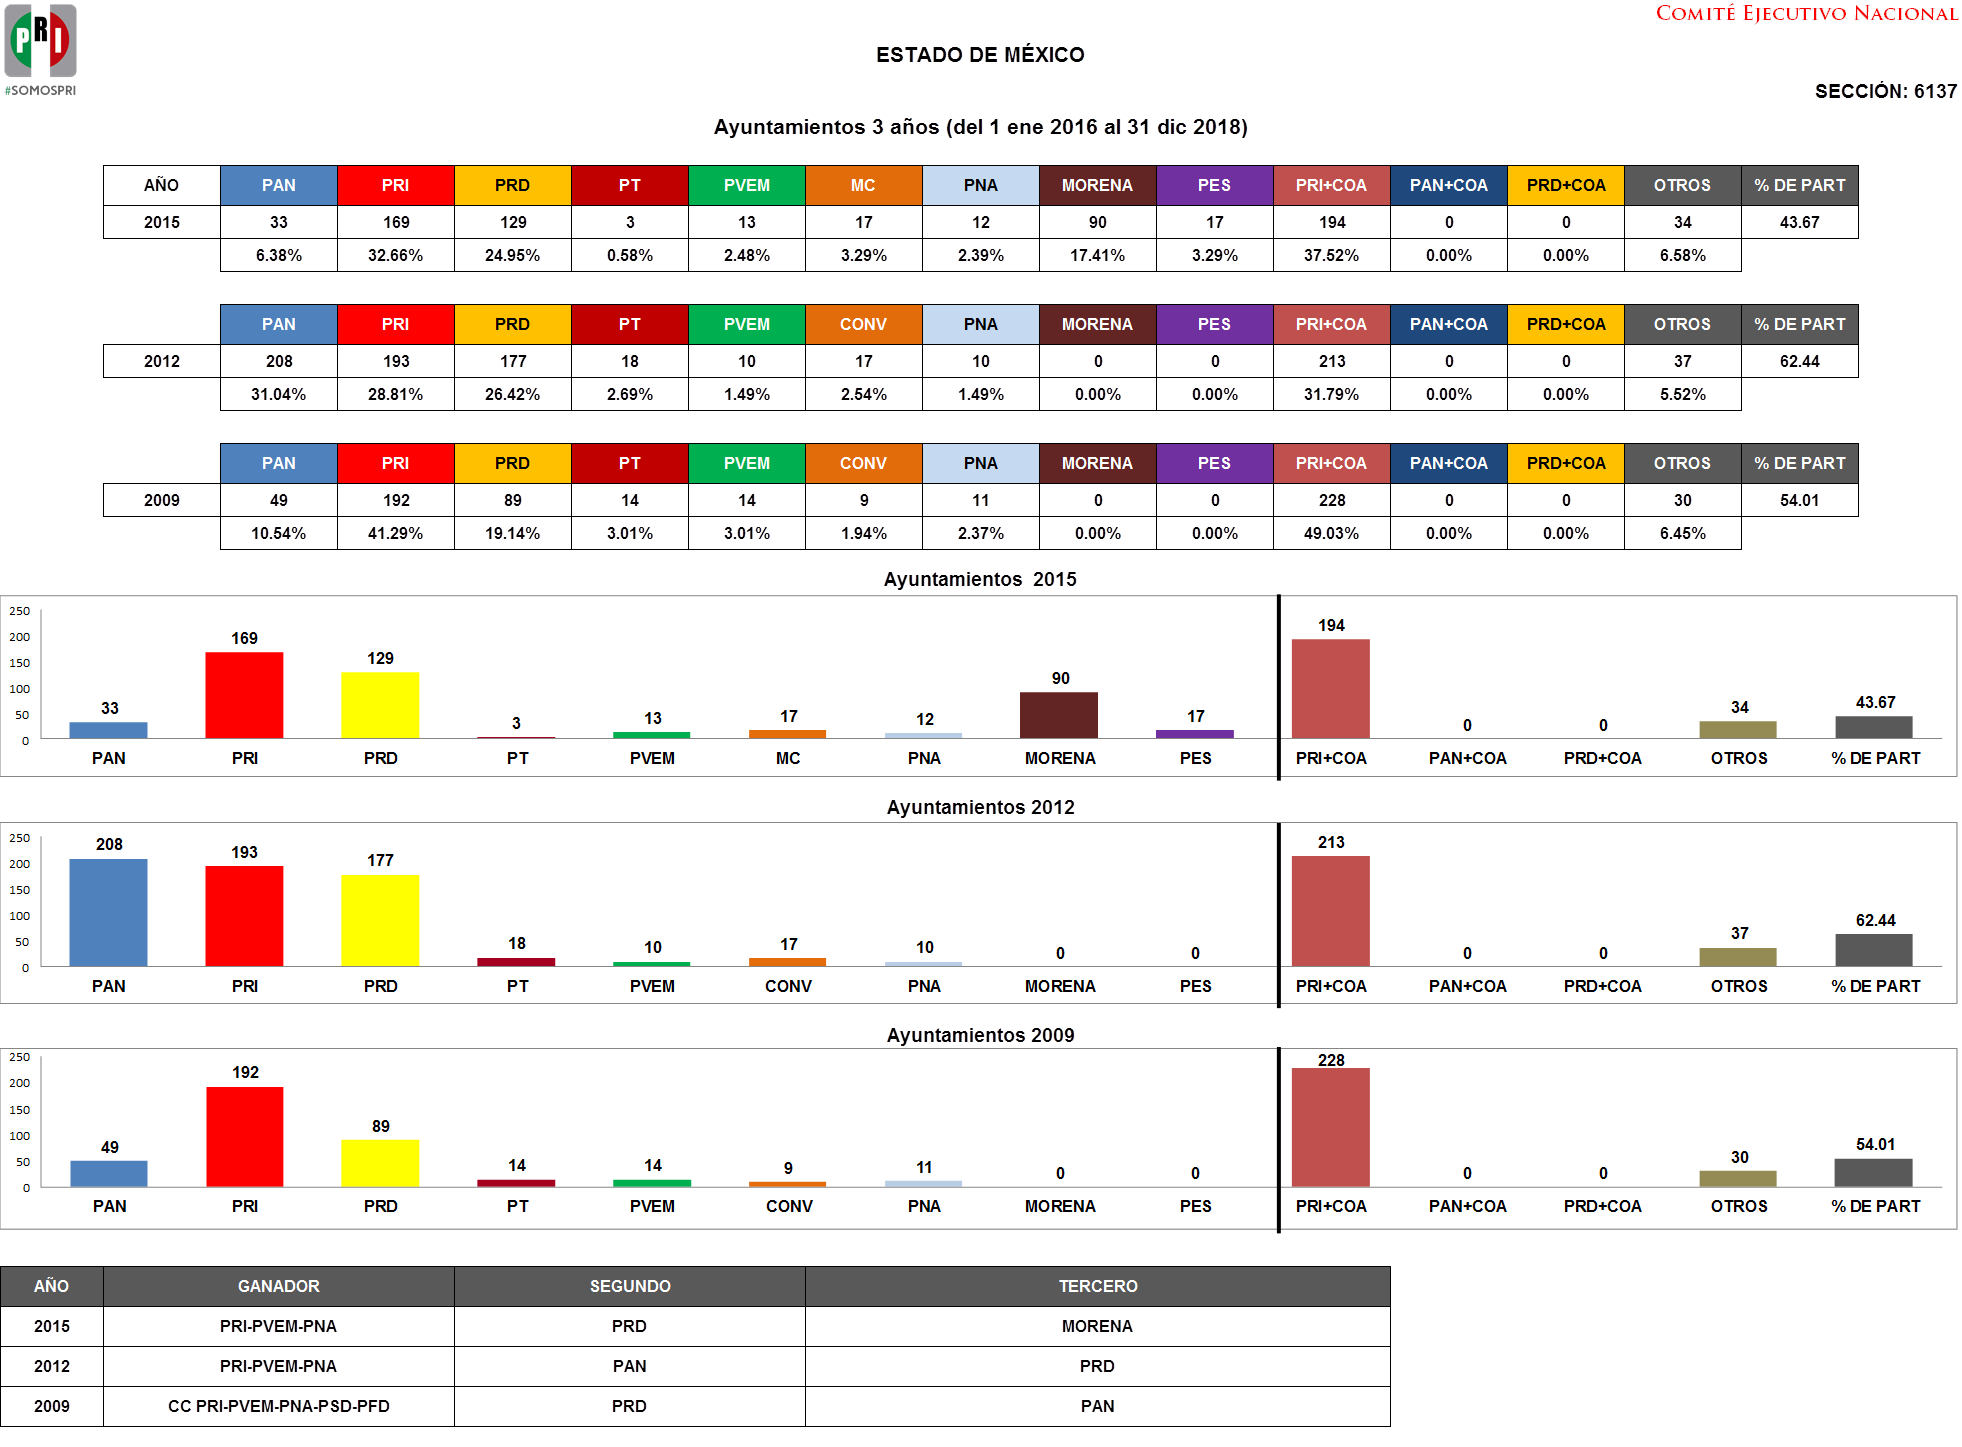 PRI
#SOMOSPRI
COMITÉ EJECUTIVO NACIONAL
ESTADO DE MÉXICO
SECCIÓN: 6137
Ayuntamientos 3 años (del 1 ene 2016 al 31 dic 2018)
AÑO PAN PRI PRD PT PVEM MC PNA MORENA PES PRI+COA PAN+COA PRD+COA OTROS % DE PART
2015 33 169 129 3 13 17 12 90 17 194 0 0 34 43.67
6.38% 32.66% 24.95% 0.58% 2.48% 3.29% 2.39% 17.41% 3.29% 37.52% 0.00% 0.00% 6.58%
PAN PRI PRD PT PVEM CONV PNA MORENA PES PRI+COA PAN+COA PRD+COA OTROS % DE PART
2012 208 193 177 18 10 17 10 0 0 213 0 0 37 62.44
31.04% 28.81% 26.42% 2.69% 1.49% 2.54% 1.49% 0.00% 0.00% 31.79% 0.00% 0.00% 5.52%
PAN PRI PRD PT PVEM CONV PNA MORENA PES PRI+COA PAN+COA PRD+COA OTROS % DE PART
2009 49 192 89 14 14 9 11 0 0 228 0 0 30 54.01
10.54% 41.29% 19.14% 3.01% 3.01% 1.94% 2.37% 0.00% 0.00% 49.03% 0.00% 0.00% 6.45%
Ayuntamientos 2015
250
200
150
100
50
0
33 169 129 3 13 17 12 90 17 194 0 0 34 43.67
PAN PRI PRD PT PVEM MC PNA MORENA PES PRI+COA PAN+COA PRD+COA OTROS % DE PART
Ayuntamientos 2012
250
200
150
100
50
0
208 193 177 18 10 17 10 0 0 213 0 0 37 62.44
PAN PRI PRD PT PVEM CONV PNA MORENA PES PRI+COA PAN+COA PRD+COA OTROS % DE PART
Ayuntamientos 2009
250
200
150
100
50
0
49 192 89 14 14 9 11 0 0 228 0 0 30 54.01
PAN PRI PRD PT PVEM CONV PNA MORENA PES PRI+COA PAN+COA PRD+COA OTROS % DE PART
AÑO GANADOR SEGUNDO TERCERO
2015 PRI-PVEM-PNA PRD MORENA
2012 PRI-PVEM-PNA PAN PRD
2009 CC PRI-PVEM-PNA-PSD-PFD PRD PAN